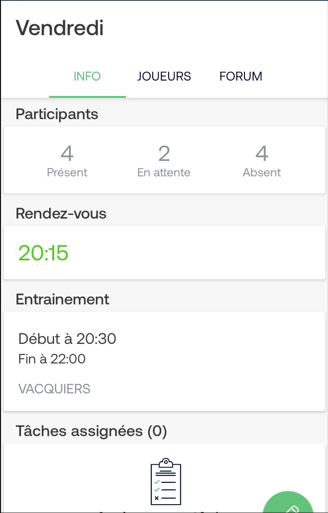 Vendredi
INFO JOUEURS FORUM
Participants
4 2 4
Présent En attente Absent
Rendez-vous
20:15
Entrainement
Début à 20:30
Fin à 22:00
VACQUIERS
Tâches assignées (0)